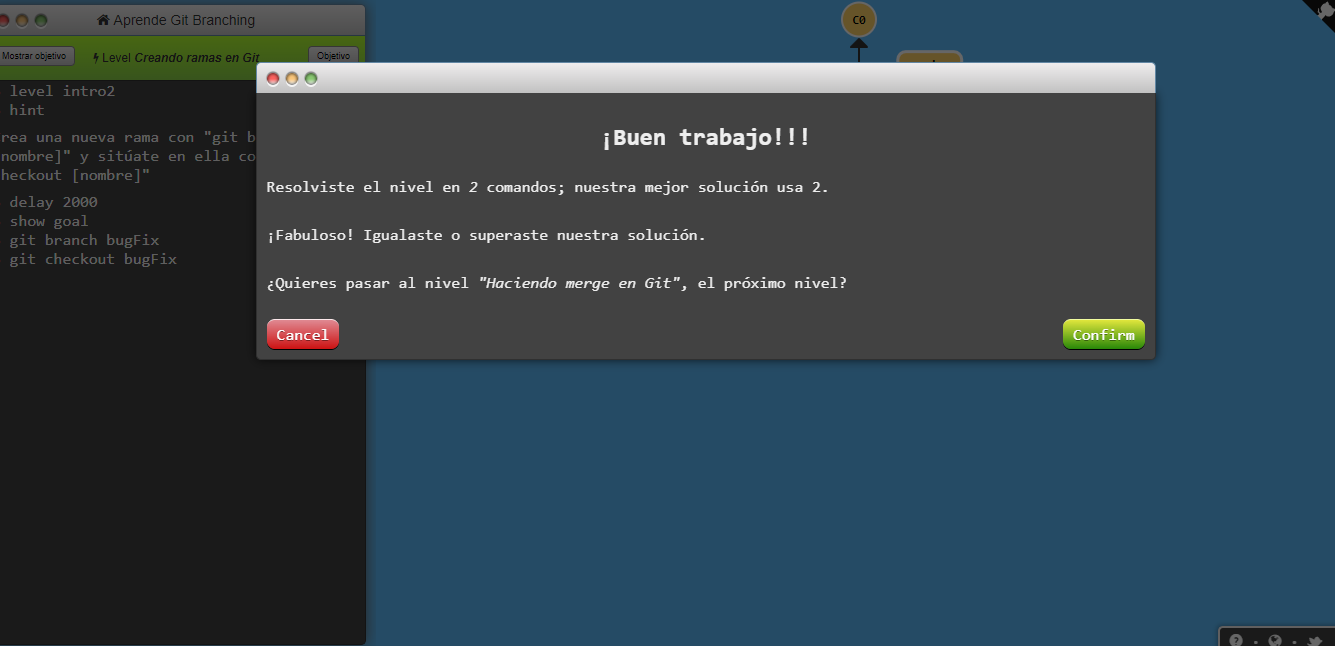 Aprende Git Branching
Mostrar objetivo
Level Creando ramas en Git
Objetivo
level intro2
hint
rea una nueva rama con "git b
nombre]" y sitúate en ella co
heckout [nombre]"
delay 2000
show goal
git branch bugFix
git checkout bugFix
C0
¡Buen trabajo!!!
Resolviste el nivel en 2 comandos; nuestra mejor solución usa 2.
¡Fabuloso! Igualaste o superaste nuestra solución.
¿Quieres pasar al nivel "Haciendo merge en Git", el próximo nivel?
Cancel
Confirm